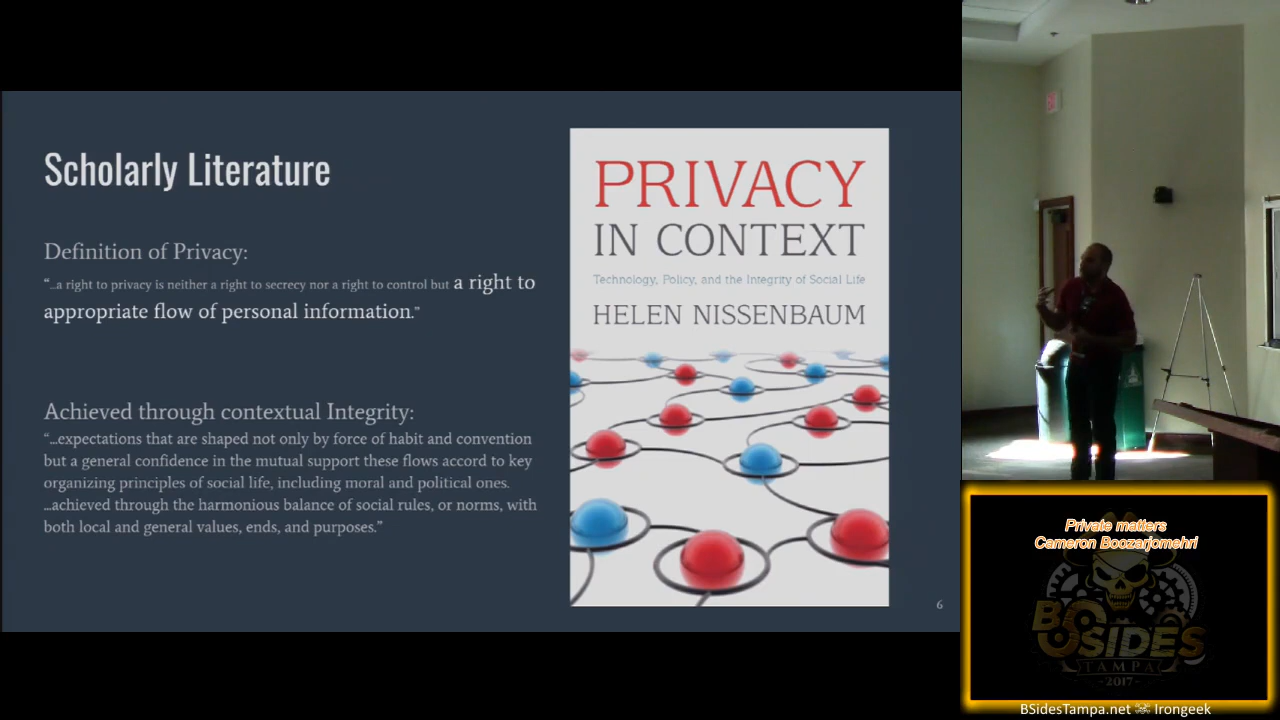 Scholarly Literature
Definition of Privacy:
“...a right to privacy is neither a right to secrecy nor a right to control but a right to
appropriate flow of personal information.”
Achieved through contextual Integrity:
“...expectations that are shaped not only by force of habit and convention
but a general confidence in the mutual support these flows accord to key
organizing principles of social life, including moral and political ones.
...achieved through the harmonious balance of social rules, or norms, with
both local and general values, ends, and purposes.”
PRIVACY
IN CONTEXT
Technology, Policy, and the Integrity of Social Life
HELEN NISSENBAUM
6
Private matters
Cameron Boozarjomehri
BSIDES
TAMPA
-2017-
BSidesTampa.net Irongeek